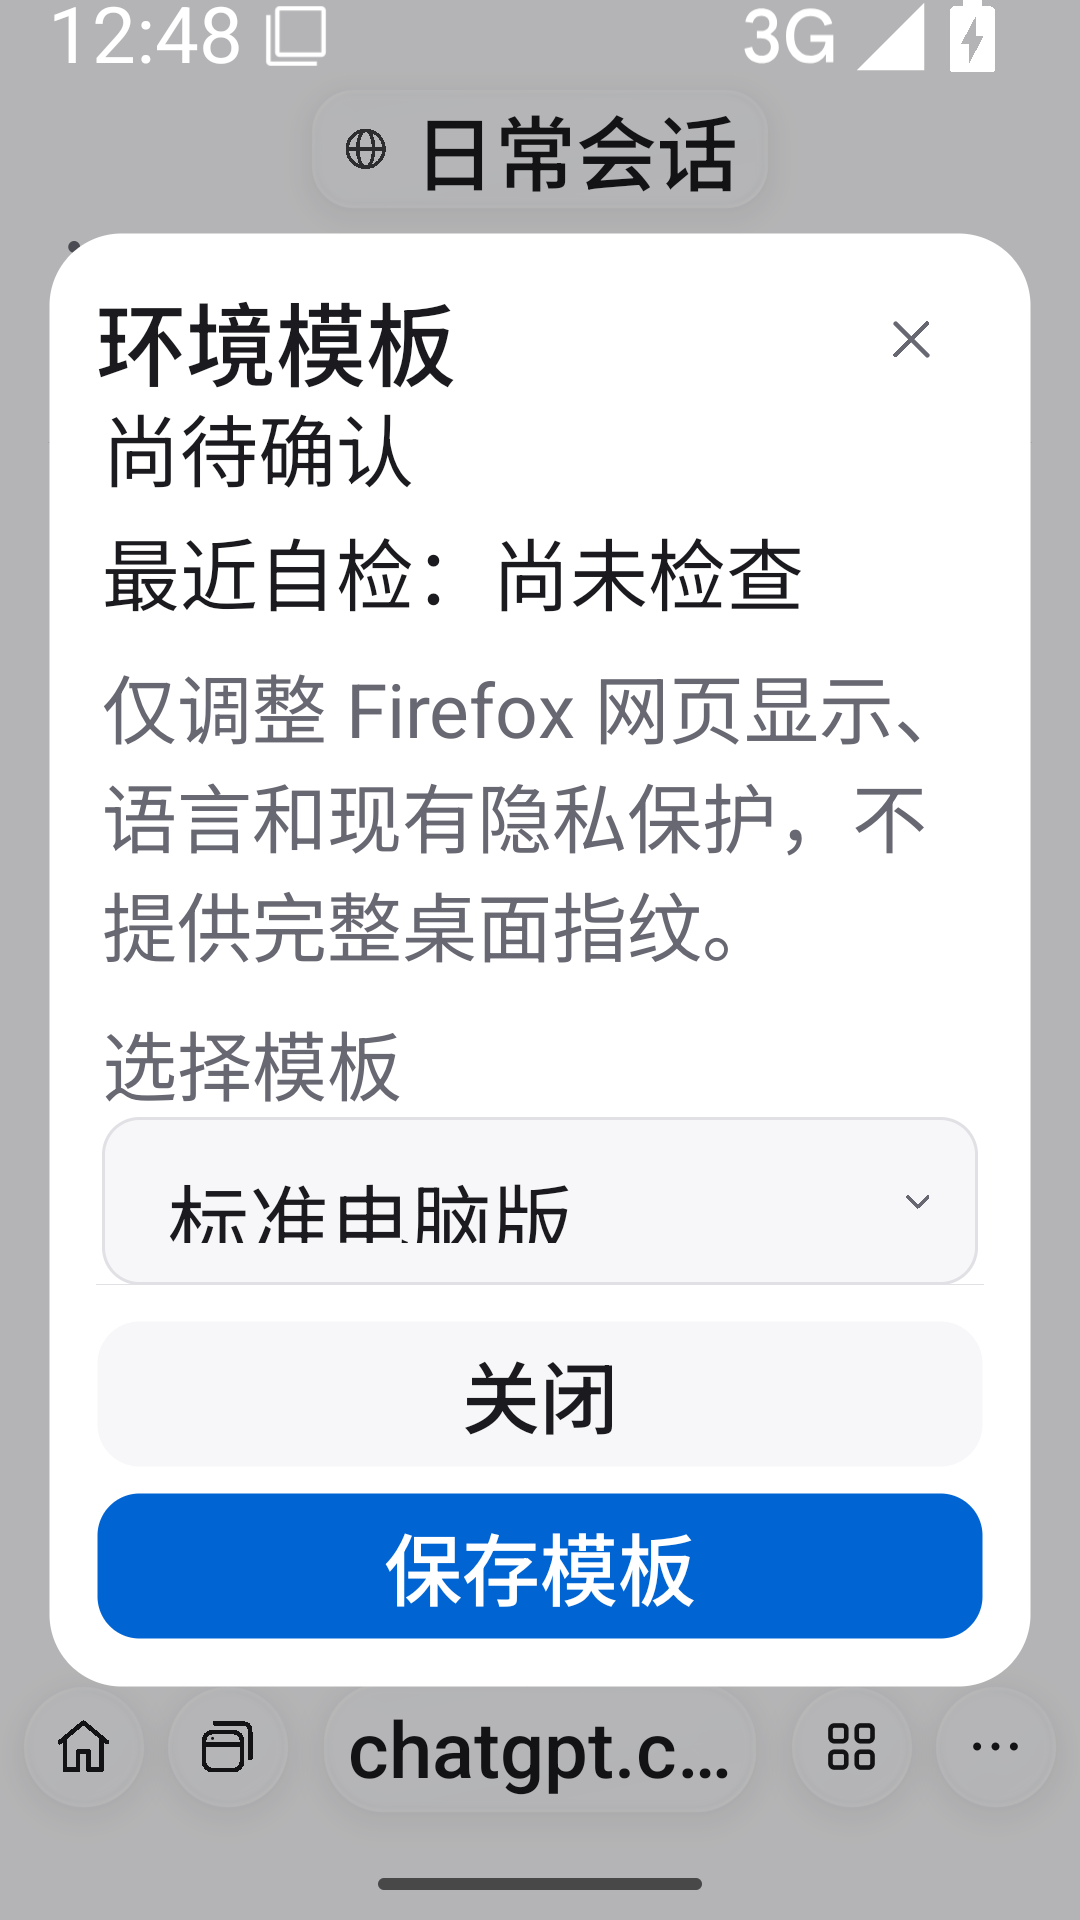 12:48
3G
日常会话
环境模板
尚待确认
最近自检：尚未检查
仅调整 Firefox 网页显示、
语言和现有隐私保护，不
提供完整桌面指纹。
选择模板
标准电脑版
关闭
保存模板
chatgpt.c...